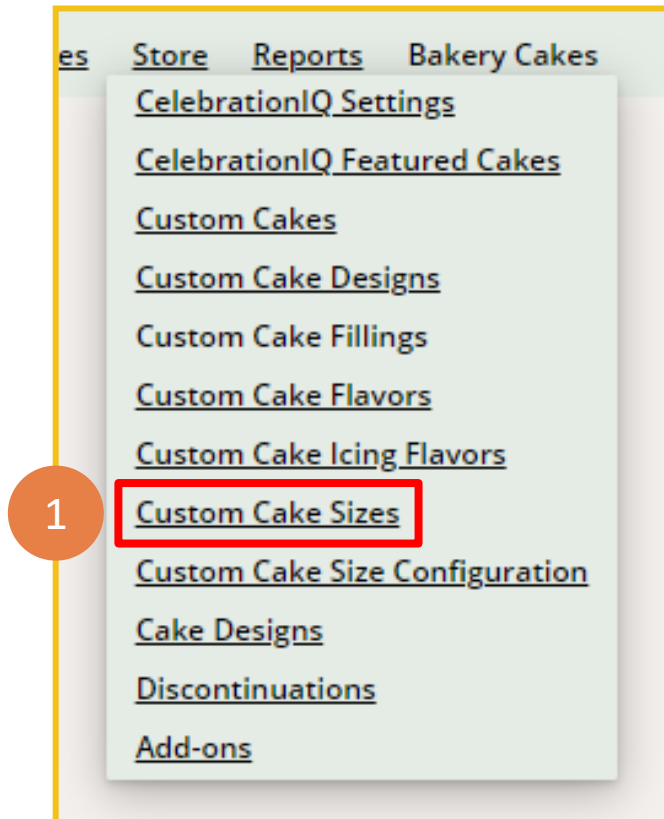 es Store Reports Bakery Cakes
CelebrationIQ Settings
CelebrationIQ Featured Cakes
Custom Cakes
Custom Cake Designs
Custom Cake Fillings
Custom Cake Flavors
Custom Cake Icing Flavors
1 Custom Cake Sizes
Custom Cake Size Configuration
Cake Designs
Discontinuations
Add-ons